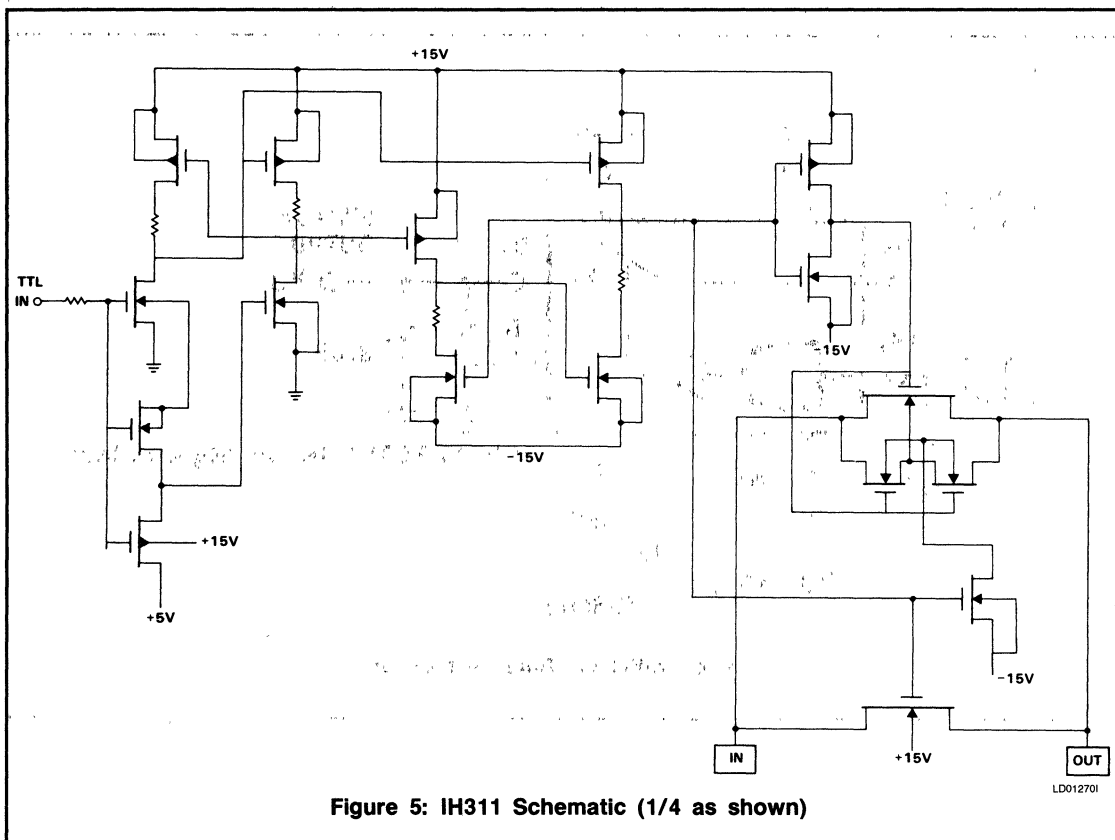 +15V
TTL
IN
-15V
-15V
+15V
+5V
-15V
+15V
IN
OUT
LD01270I
Figure 5: IH311 Schematic (1/4 as shown)